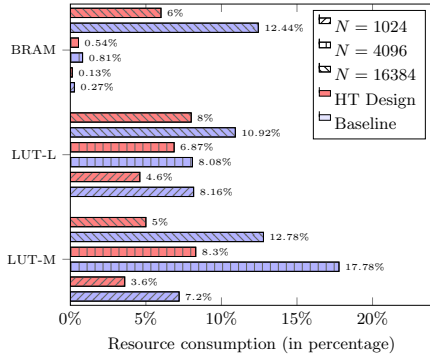 6%
N = 1024
12.44%
N = 4096
BRAM
0.54%
0.81%
N = 16384
0.13%
0.27%
HT Design
Baseline
8%
10.92%
LUT-L
6.87%
8.08%
4.6%
8.16%
5%
12.78%
LUT-M
8.3%
17.78%
3.6%
7.2%
0%
5%
10%
15%
20%
Resource consumption (in percentage)